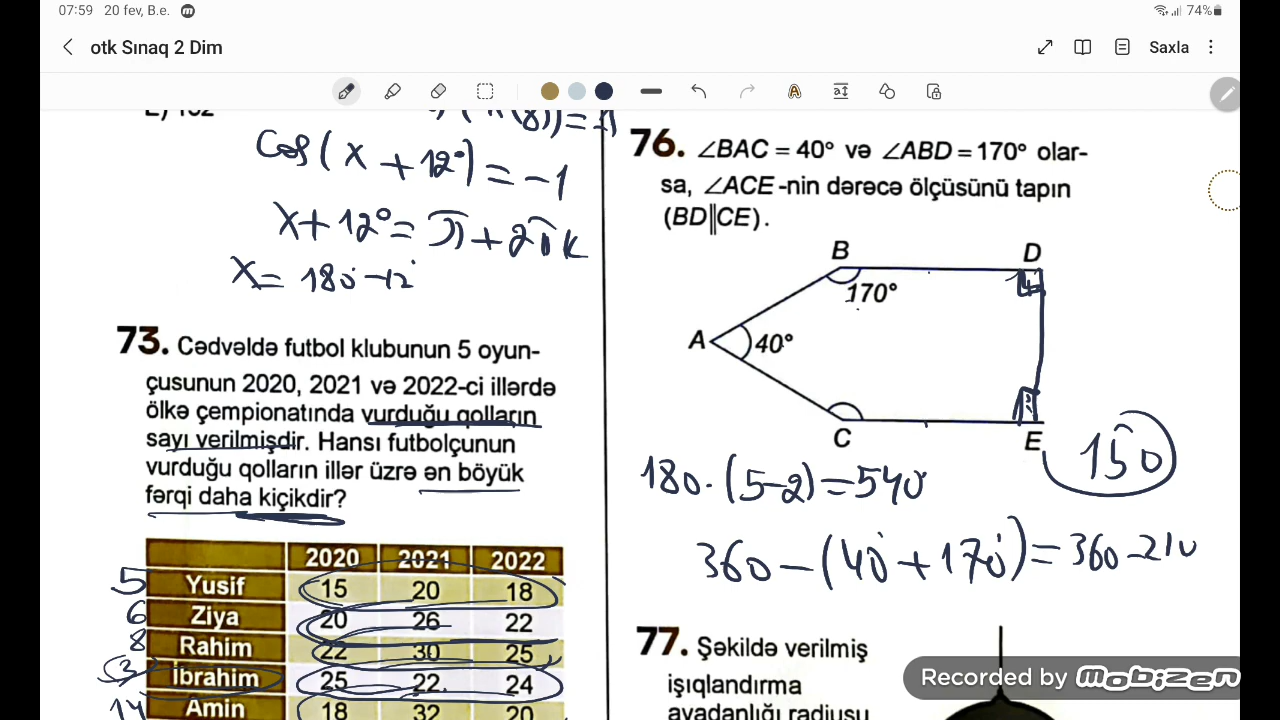 07:59 20 fev, B.e. m 74%
otk Sınaq 2 Dim
Saxla
cos(x + 12°) = -1
x + 12° = π + 2πk
x = 180° - 12°
73. Cədvəldə futbol klubunun 5 oyun-
çusunun 2020, 2021 və 2022-ci illərdə
ölkə çempionatında vurduğu qolların
sayı verilmişdir. Hansı futbolçunun
vurduğu qolların illər üzrə ən böyük
fərqi daha kiçikdir?
2020 2021 2022
5 Yusif 15 20 18
6 Ziya 20 26 22
8 Rahim 22 30 25
3 İbrahim 25 22 24
14 Amin 18 32 20
76. ∠BAC = 40° və ∠ABD = 170° olar-
sa, ∠ACE -nin dərəcə ölçüsünü tapın
(BD∥CE).
B D
170°
A 40°
C E
150
180·(5-2)=540
360-(40°+170°)=360-210
77. Şəkildə verilmiş
işıqlandırma
avadanlığı radiusu
Recorded by mobizen